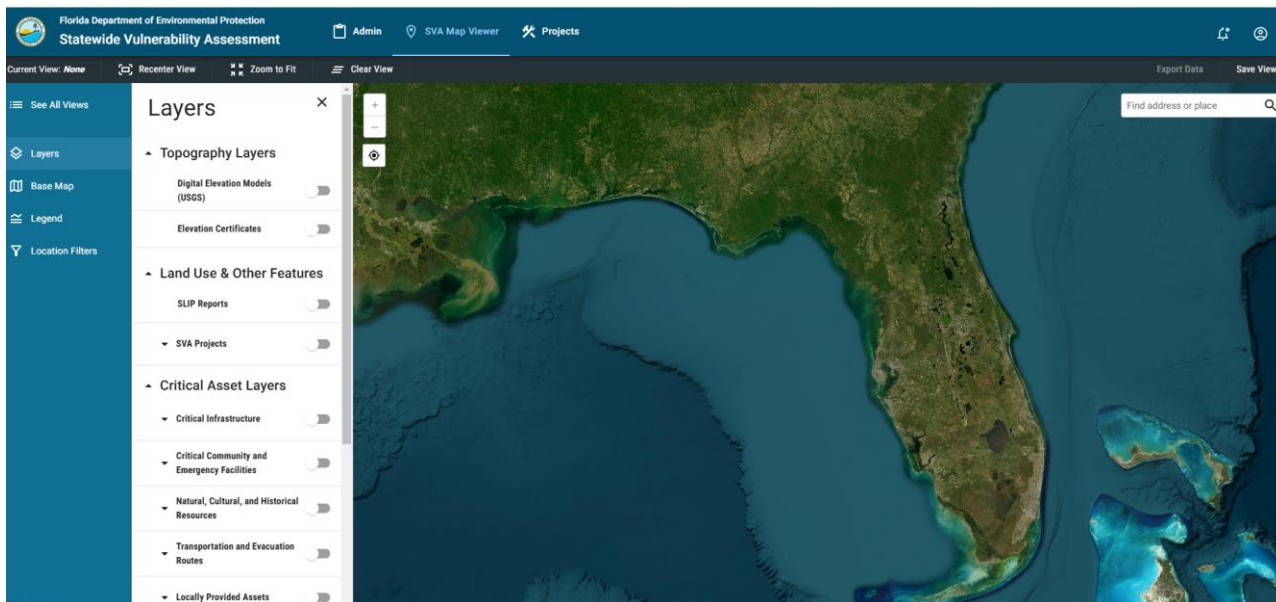 Florida Department of Environmental Protection
Statewide Vulnerability Assessment
Admin
SVA Map Viewer
Projects
Current View: None
Recenter View
Zoom to Fit
Clear View
Export Data
Save View
See All Views
Layers
Base Map
Legend
Location Filters
Layers
Topography Layers
Digital Elevation Models
(USGS)
Elevation Certificates
Land Use & Other Features
SLIP Reports
SVA Projects
Critical Asset Layers
Critical Infrastructure
Critical Community and
Emergency Facilities
Natural, Cultural, and Historical
Resources
Transportation and Evacuation
Routes
Locally Provided Assets
Find address or place